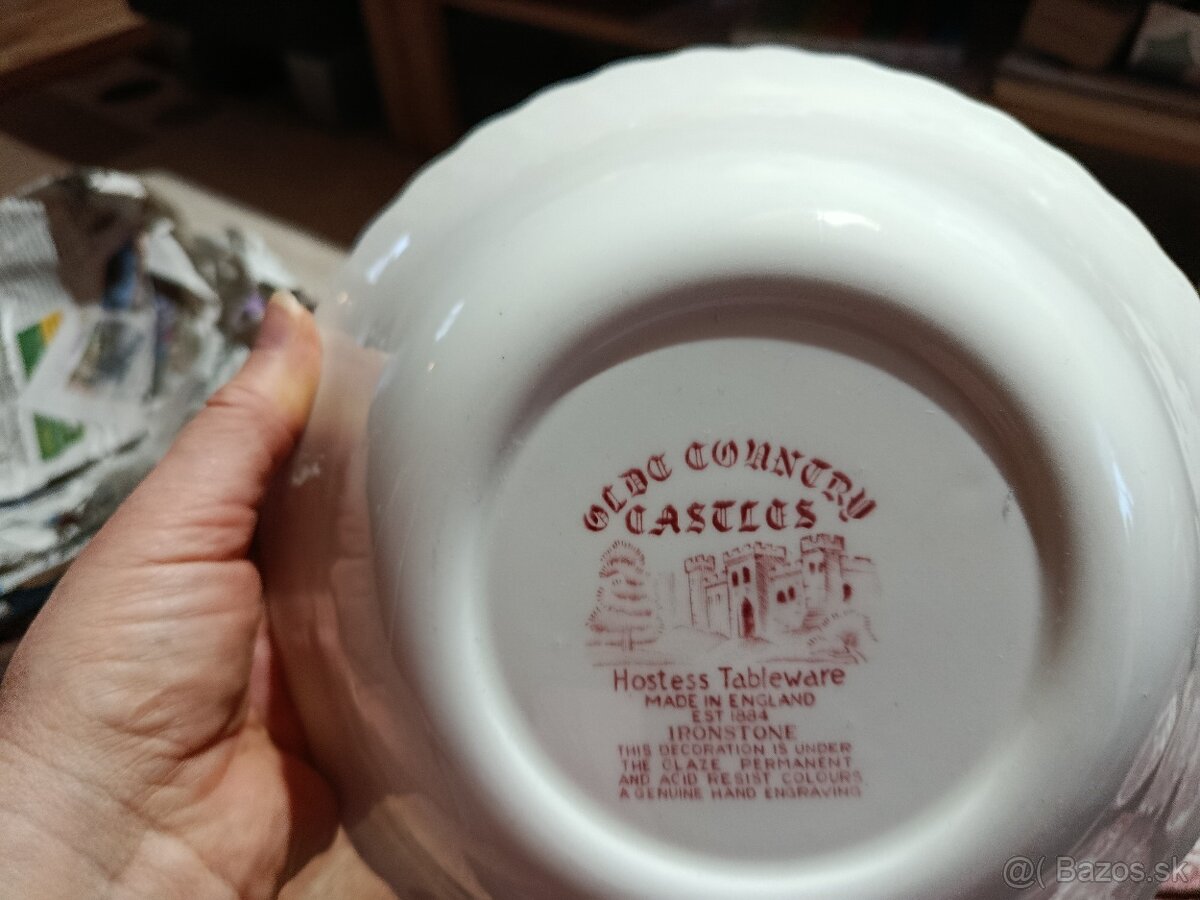 OLDE COUNTRY
CASTLES
Hostess Tableware
MADE IN ENGLAND
EST 1884
IRONSTONE
THIS DECORATION IS UNDER
THE GLAZE PERMANENT
AND ACID RESIST COLOURS
A GENUINE HAND ENGRAVING
@( Bazos.sk